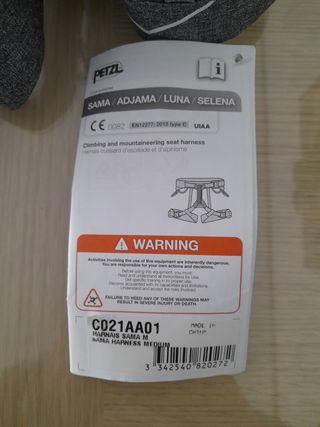 PETZL
SAMA / ADJAMA / LUNA / SELENA
CE 0082 EN12277: 2015 type C UIAA
Climbing and mountaineering seat harness
Harnais cuissard d'escalade et d'alpinisme
WARNING
Activities involving the use of this equipment are inherently dangerous.
You are responsible for your own actions and decisions.
Before using this equipment, you must:
Read and understand all instructions for Use.
Get specific training in its proper use.
Become acquainted with its capabilities and limitations.
Understand and accept the risks involved.
FAILURE TO HEED ANY OF THESE WARNINGS MAY
RESULT IN SEVERE INJURY OR DEATH.
C021AA01
MADE IN
CHINA
HARNAIS SAMA M
SAMA HARNESS MEDIUM
3 342540 820272 >